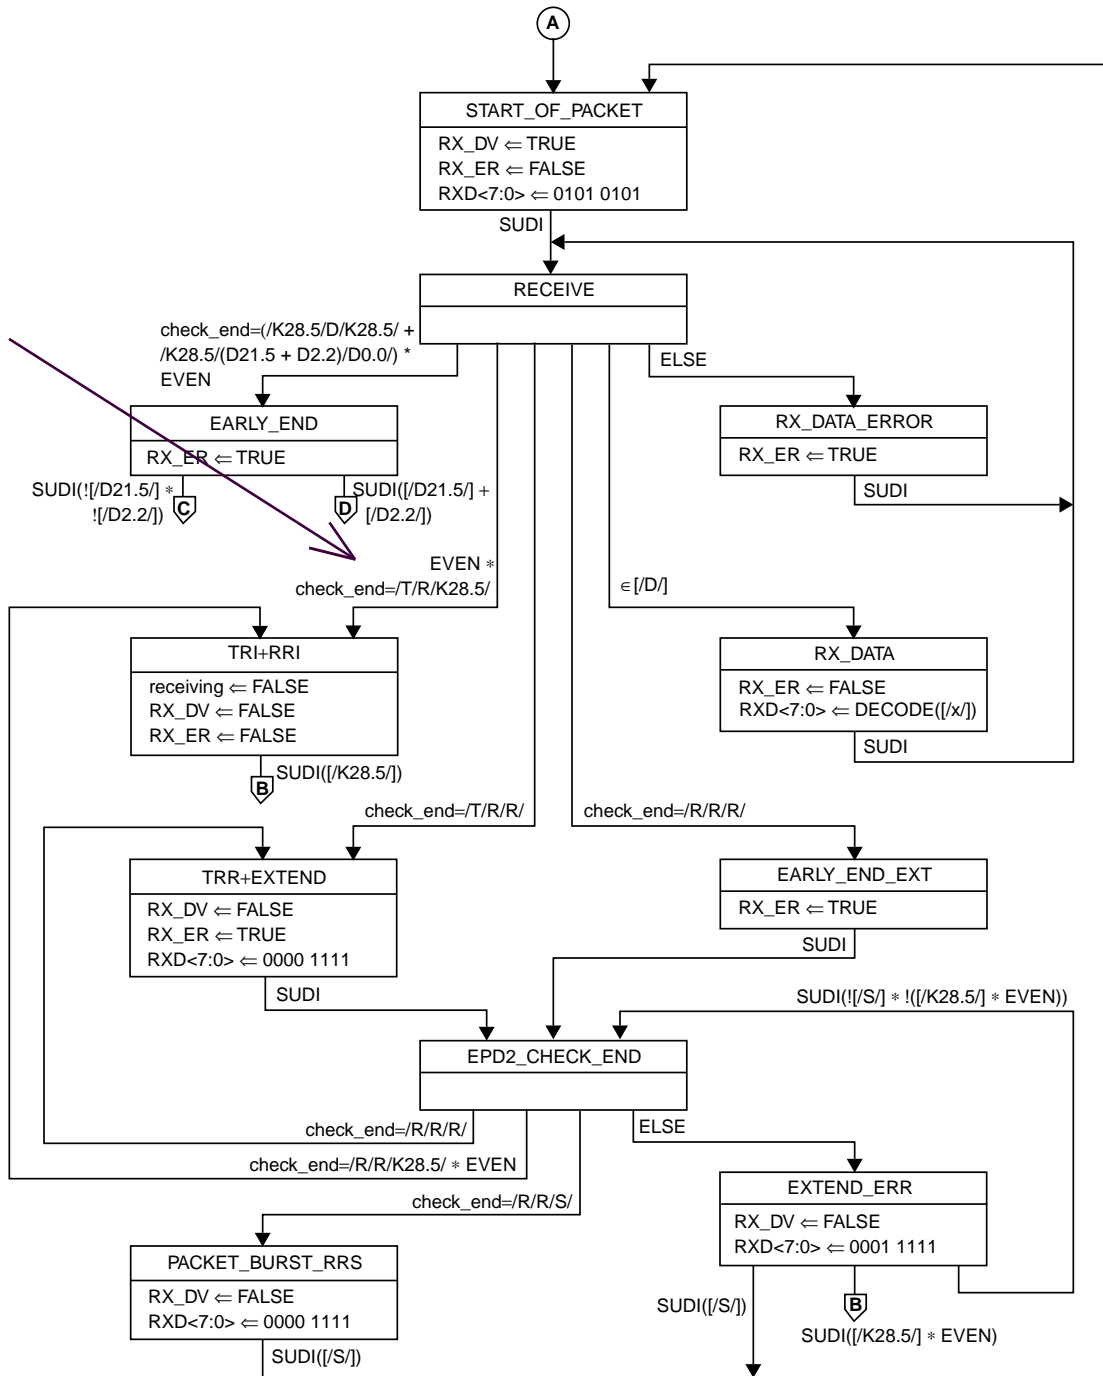 A
START_OF_PACKET
RX_DV ⇐ TRUE
RX_ER ⇐ FALSE
RXD<7:0> ⇐ 0101 0101
SUDI
RECEIVE
check_end=(/K28.5/D/K28.5/ +
/K28.5/(D21.5 + D2.2)/D0.0/) *
EVEN
ELSE
EARLY_END
RX_ER ⇐ TRUE
RX_DATA_ERROR
RX_ER ⇐ TRUE
SUDI(![/D21.5/] *
![/D2.2/])
C
D
SUDI([/D21.5/] +
[/D2.2/])
SUDI
EVEN *
check_end=/T/R/K28.5/
∈[/D/]
TRI+RRI
receiving ⇐ FALSE
RX_DV ⇐ FALSE
RX_ER ⇐ FALSE
RX_DATA
RX_ER ⇐ FALSE
RXD<7:0> ⇐ DECODE([/x/])
SUDI([/K28.5/])
B
SUDI
check_end=/T/R/R/
check_end=/R/R/R/
TRR+EXTEND
RX_DV ⇐ FALSE
RX_ER ⇐ TRUE
RXD<7:0> ⇐ 0000 1111
EARLY_END_EXT
RX_ER ⇐ TRUE
SUDI
SUDI
SUDI(![/S/] * !([/K28.5/] * EVEN))
EPD2_CHECK_END
check_end=/R/R/R/
ELSE
check_end=/R/R/K28.5/ * EVEN
check_end=/R/R/S/
EXTEND_ERR
RX_DV ⇐ FALSE
RXD<7:0> ⇐ 0001 1111
PACKET_BURST_RRS
RX_DV ⇐ FALSE
RXD<7:0> ⇐ 0000 1111
SUDI([/S/])
B
SUDI([/K28.5/] * EVEN)
SUDI([/S/])